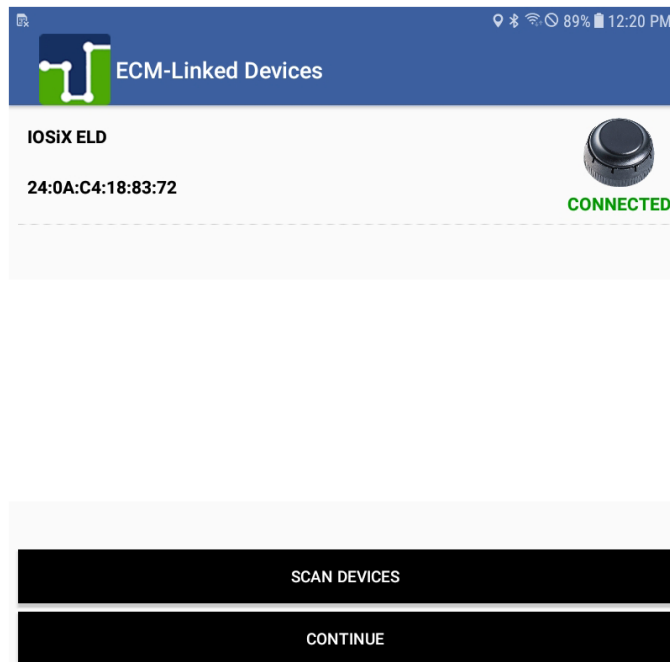 89% 12:20 PM
ECM-Linked Devices
IOSiX ELD
24:0A:C4:18:83:72
CONNECTED
SCAN DEVICES
CONTINUE